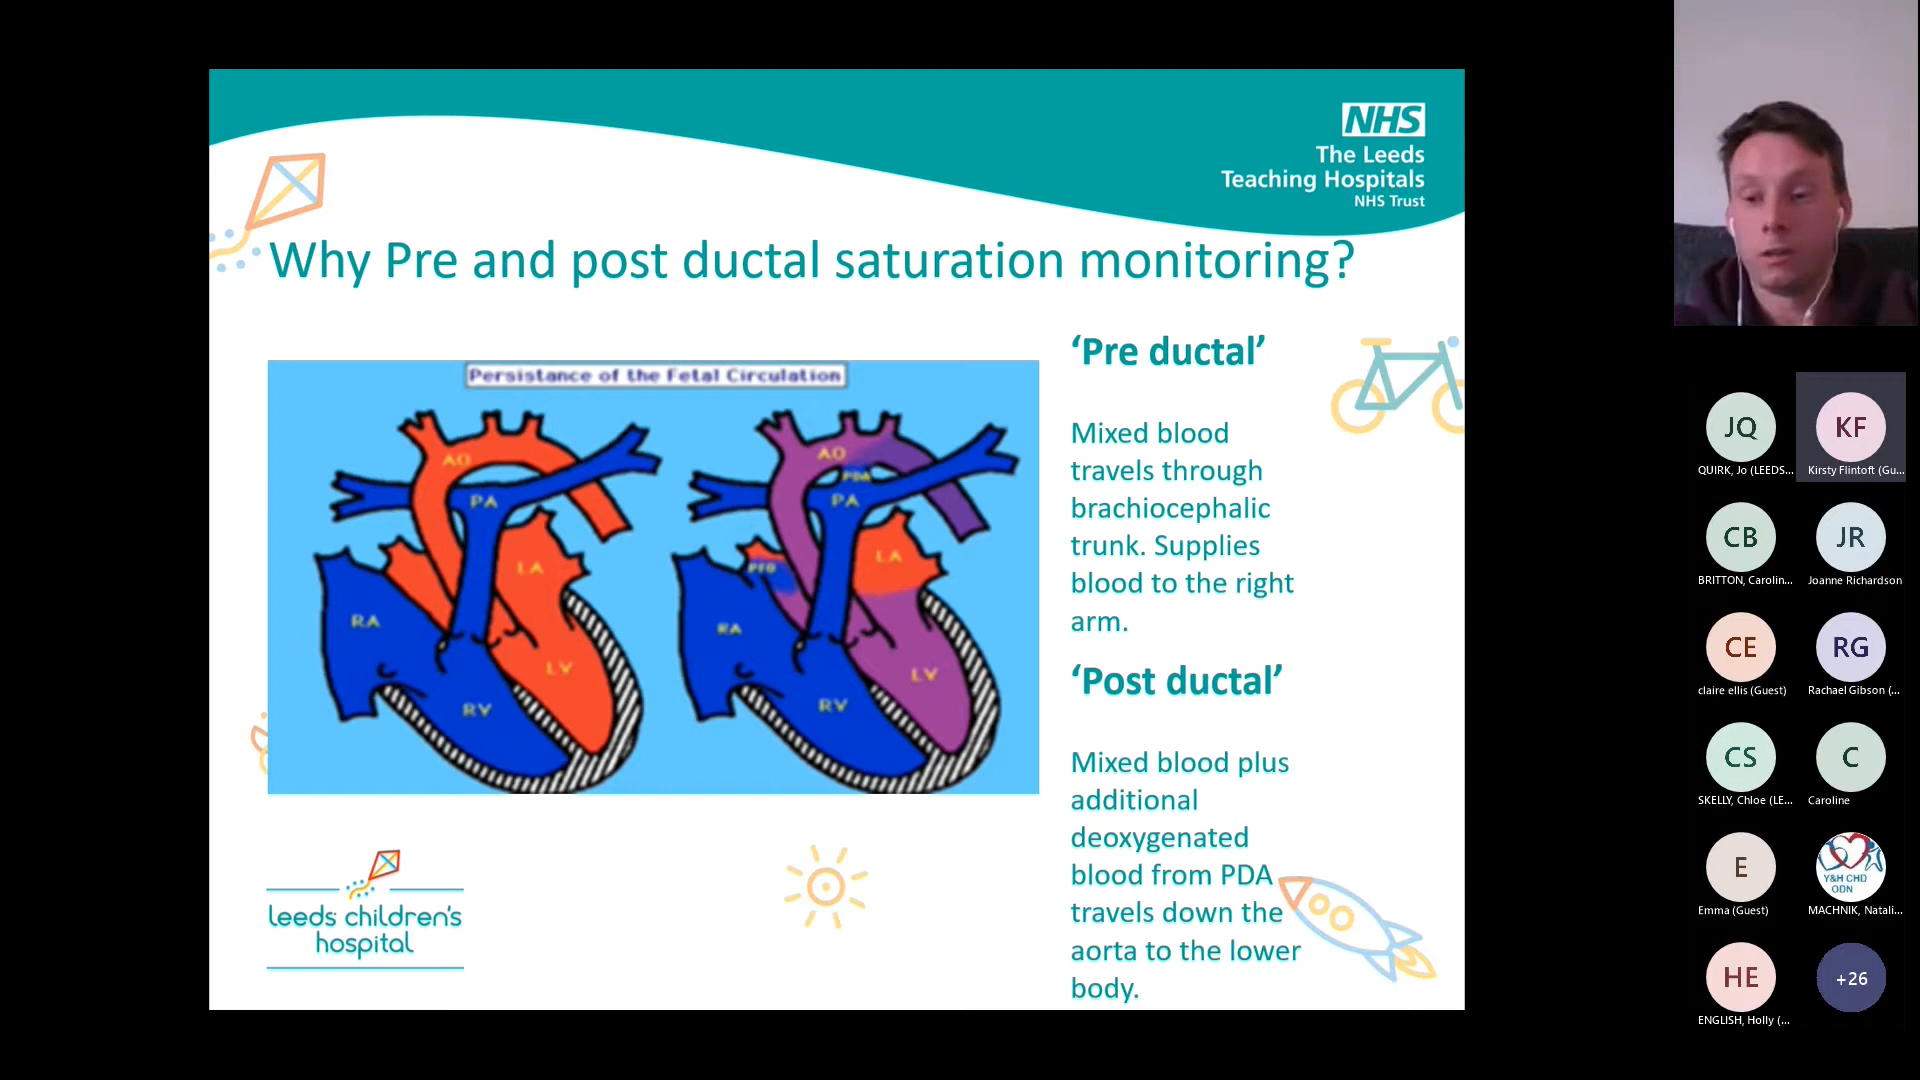 NHS
The Leeds
Teaching Hospitals
NHS Trust
Why Pre and post ductal saturation monitoring?
Persistance of the Fetal Circulation
AO
PA
LA
RA
LV
RV
AO
PDA
PA
LA
PFO
RA
LV
RV
‘Pre ductal’
Mixed blood
travels through
brachiocephalic
trunk. Supplies
blood to the right
arm.
‘Post ductal’
Mixed blood plus
additional
deoxygenated
blood from PDA
travels down the
aorta to the lower
body.
leeds children's
hospital
JQ
QUIRK, Jo (LEEDS...
KF
Kirsty Flintoft (Gu...
CB
BRITTON, Carolin...
JR
Joanne Richardson
CE
claire ellis (Guest)
RG
Rachael Gibson (...
CS
SKELLY, Chloe (LE...
C
Caroline
E
Emma (Guest)
Y&H CHD
ODN
MACHNIK, Natali...
HE
ENGLISH, Holly (...
+26